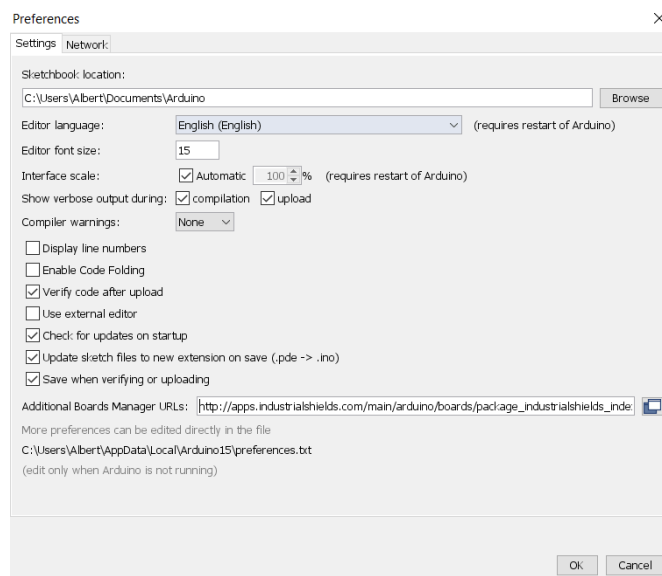 Preferences
Settings Network
Sketchbook location:
C:\Users\Albert\Documents\Arduino Browse
Editor language: English (English) (requires restart of Arduino)
Editor font size: 15
Interface scale: Automatic 100 % (requires restart of Arduino)
Show verbose output during: compilation upload
Compiler warnings: None
Display line numbers
Enable Code Folding
Verify code after upload
Use external editor
Check for updates on startup
Update sketch files to new extension on save (.pde -> .ino)
Save when verifying or uploading
Additional Boards Manager URLs: http://apps.industrialshields.com/main/arduino/boards/package_industrialshields_inde
More preferences can be edited directly in the file
C:\Users\Albert\AppData\Local\Arduino15\preferences.txt
(edit only when Arduino is not running)
OK Cancel